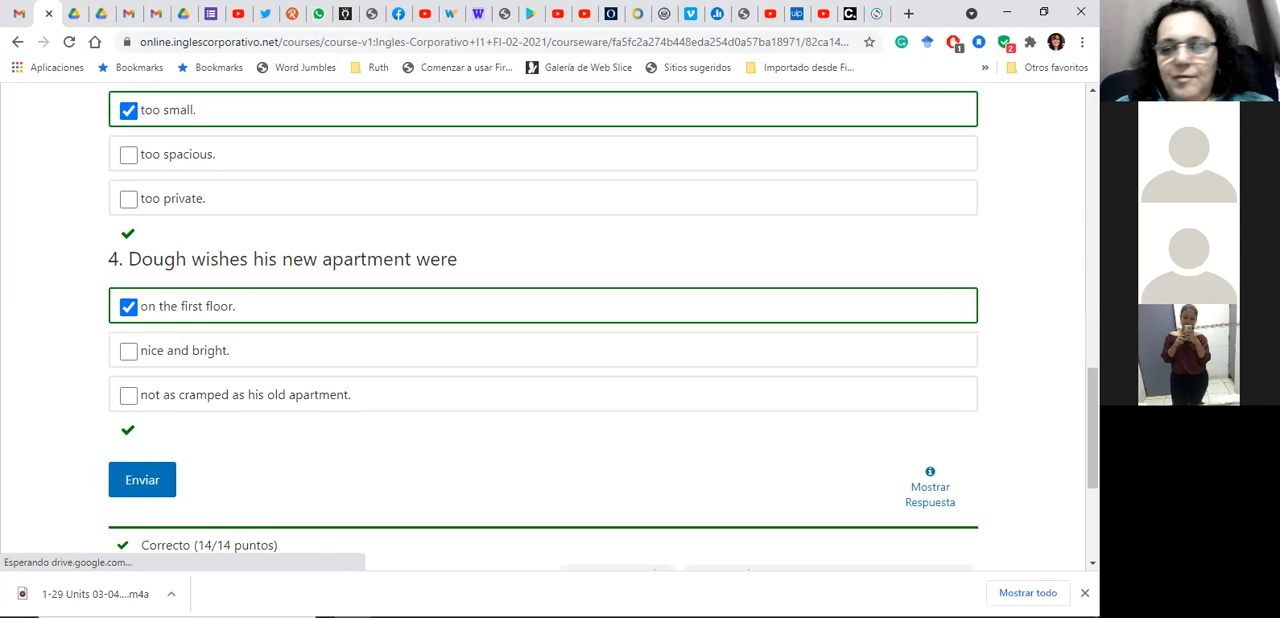 online.inglescorporativo.net/courses/course-v1:Ingles-Corporativo+I1+FI-02-2021/courseware/fa5fc2a274b448eda254d0a57ba18971/82ca14...
Aplicaciones Bookmarks Bookmarks Word Jumbles Ruth Comenzar a usar Fir... Galería de Web Slice Sitios sugeridos Importado desde Fi... » Otros favoritos
too small.
too spacious.
too private.
4. Dough wishes his new apartment were
on the first floor.
nice and bright.
not as cramped as his old apartment.
Enviar
Mostrar
Respuesta
Correcto (14/14 puntos)
Esperando drive.google.com...
1-29 Units 03-04....m4a
Mostrar todo